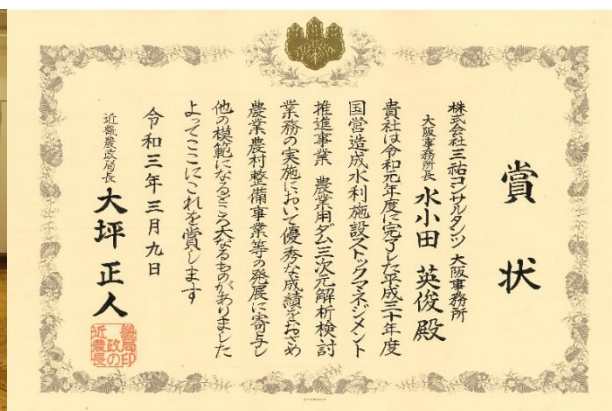 賞状
株式会社三祐コンサルタンツ 大阪事務所
大阪事務所長 水小田 英俊殿
貴社は令和元年度に完了した平成三十年度
国営造成水利施設ストックマネジメント
推進事業 農業用ダム三次元解析検討
業務の実施において優秀な成績をおさめ
農業農村整備事業等の発展に寄与し
他の模範になるところ大なるものがありました
よってここにこれを賞します
令和三年三月九日
近畿農政局長 大坪正人